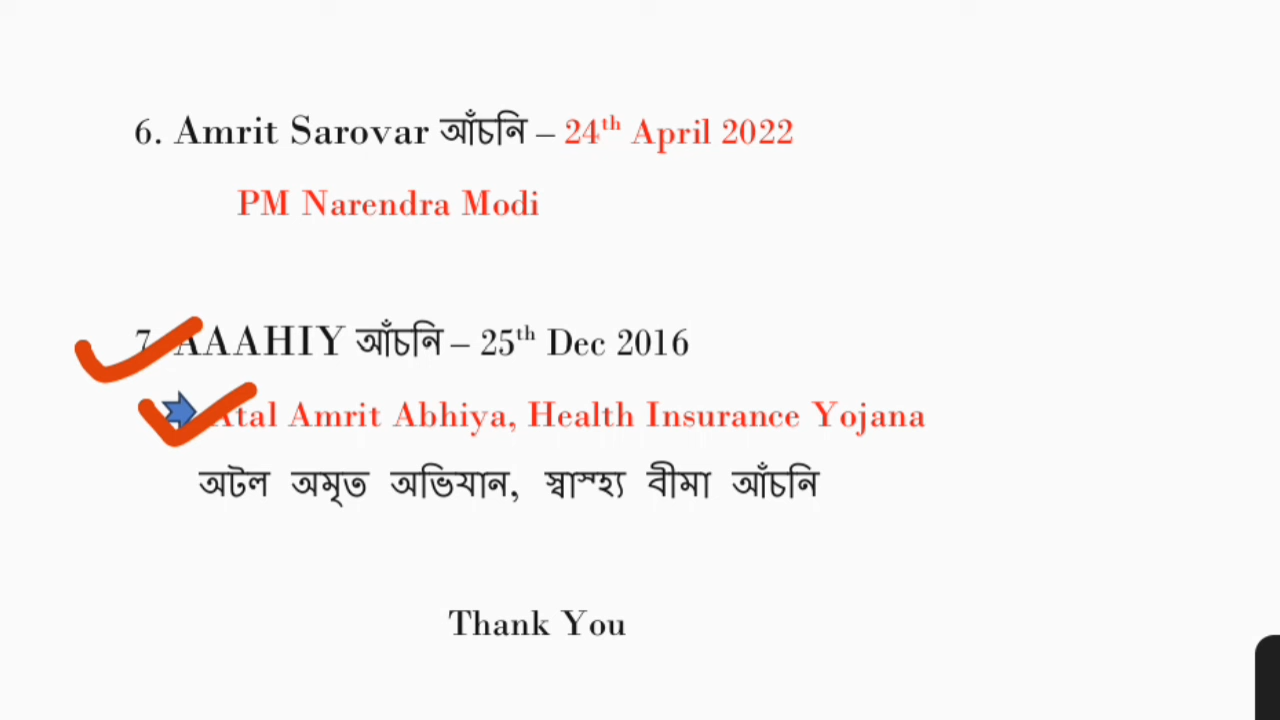 6. Amrit Sarovar আঁচনি – 24th April 2022
PM Narendra Modi
7. AAAHIY আঁচনি – 25th Dec 2016
Atal Amrit Abhiya, Health Insurance Yojana
অটল অমৃত অভিযান, স্বাস্হ্য বীমা আঁচনি
Thank You